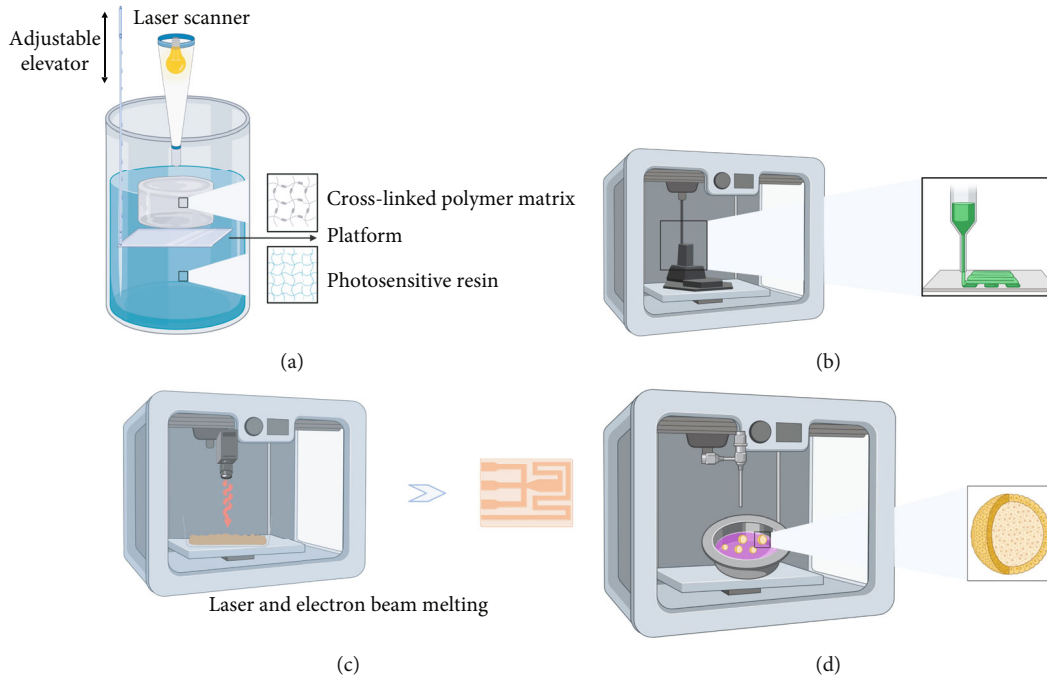 Laser scanner
Adjustable
elevator
Cross-linked polymer matrix
Platform
Photosensitive resin
(a)
(b)
Laser and electron beam melting
(c)
(d)